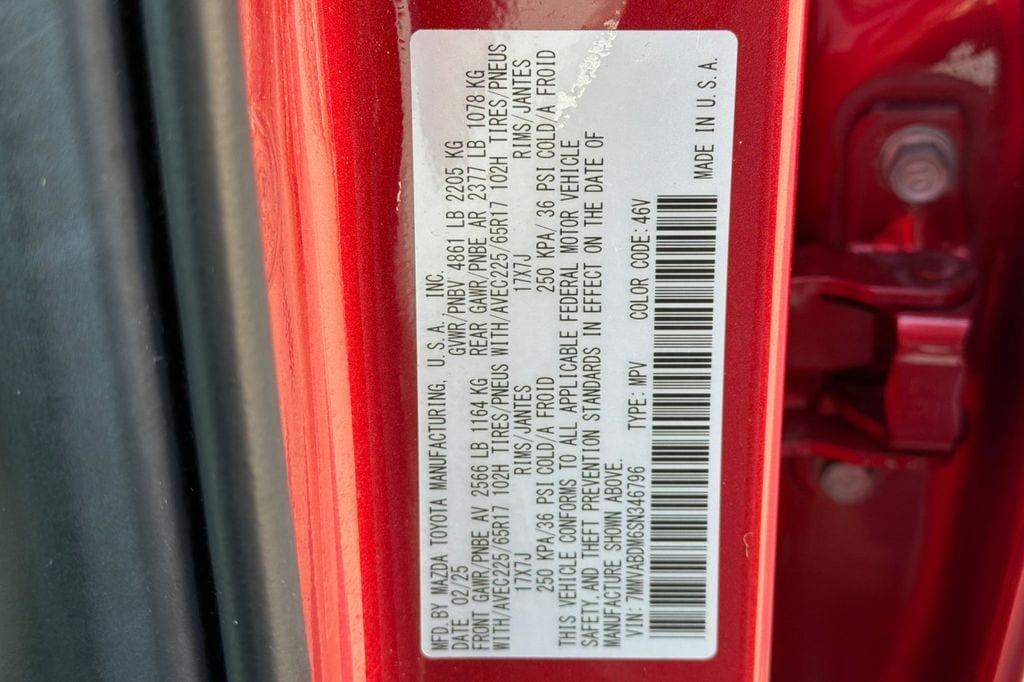 MFD.BY MAZDA TOYOTA MANUFACTURING, U.S.A., INC.
DATE 02/25 GVWR/PNBV 4861 LB 2205 KG
FRONT GAWR/PNBE AV 2566 LB 1164 KG REAR GAWR/PNBE AR 2377 LB 1078 KG
WITH/AVEC225/65R17 102H TIRES/PNEUS WITH/AVEC225/65R17 102H TIRES/PNEUS
17X7J RIMS/JANTES 17X7J RIMS/JANTES
250 KPA/36 PSI COLD/A FROID 250 KPA/ 36 PSI COLD/A FROID
THIS VEHICLE CONFORMS TO ALL APPLICABLE FEDERAL MOTOR VEHICLE
SAFETY,AND THEFT PREVENTION STANDARDS IN EFFECT ON THE DATE OF
MANUFACTURE SHOWN ABOVE.
VIN: 7MMVABDM6SN346796 TYPE: MPV COLOR CODE: 46V
MADE IN U.S.A.